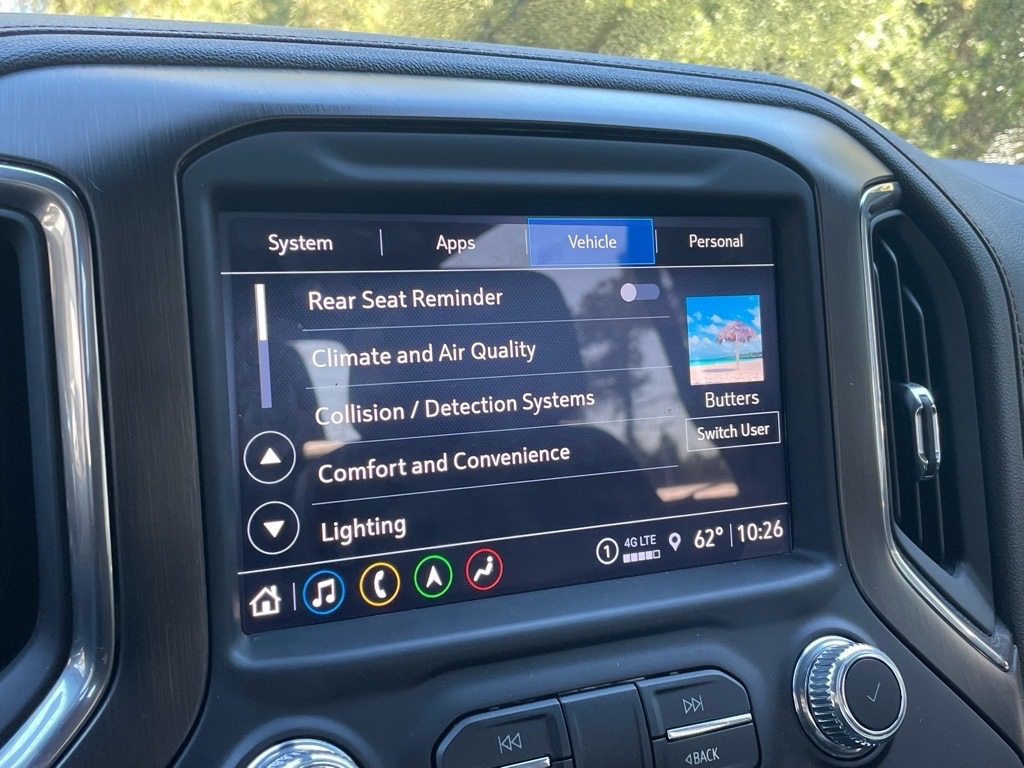 System Apps Vehicle Personal
Rear Seat Reminder
Climate and Air Quality
Collision / Detection Systems
Comfort and Convenience
Lighting
Butters
Switch User
1 4G LTE 62° 10:26
BACK